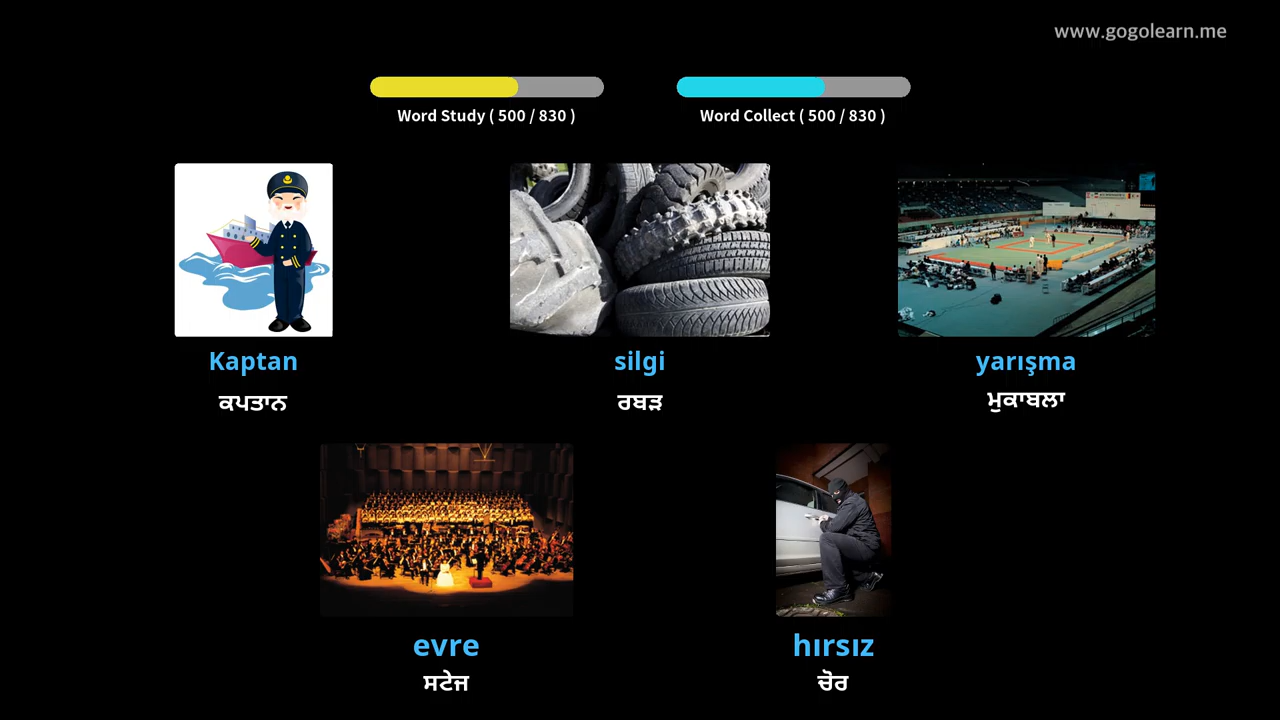 www.gogolearn.me
Word Study ( 500 / 830 )
Word Collect ( 500 / 830 )
Kaptan
ਕਪਤਾਨ
silgi
ਰਬੜ
yarışma
ਮੁਕਾਬਲਾ
evre
ਸਟੇਜ
hırsız
ਚੋਰ